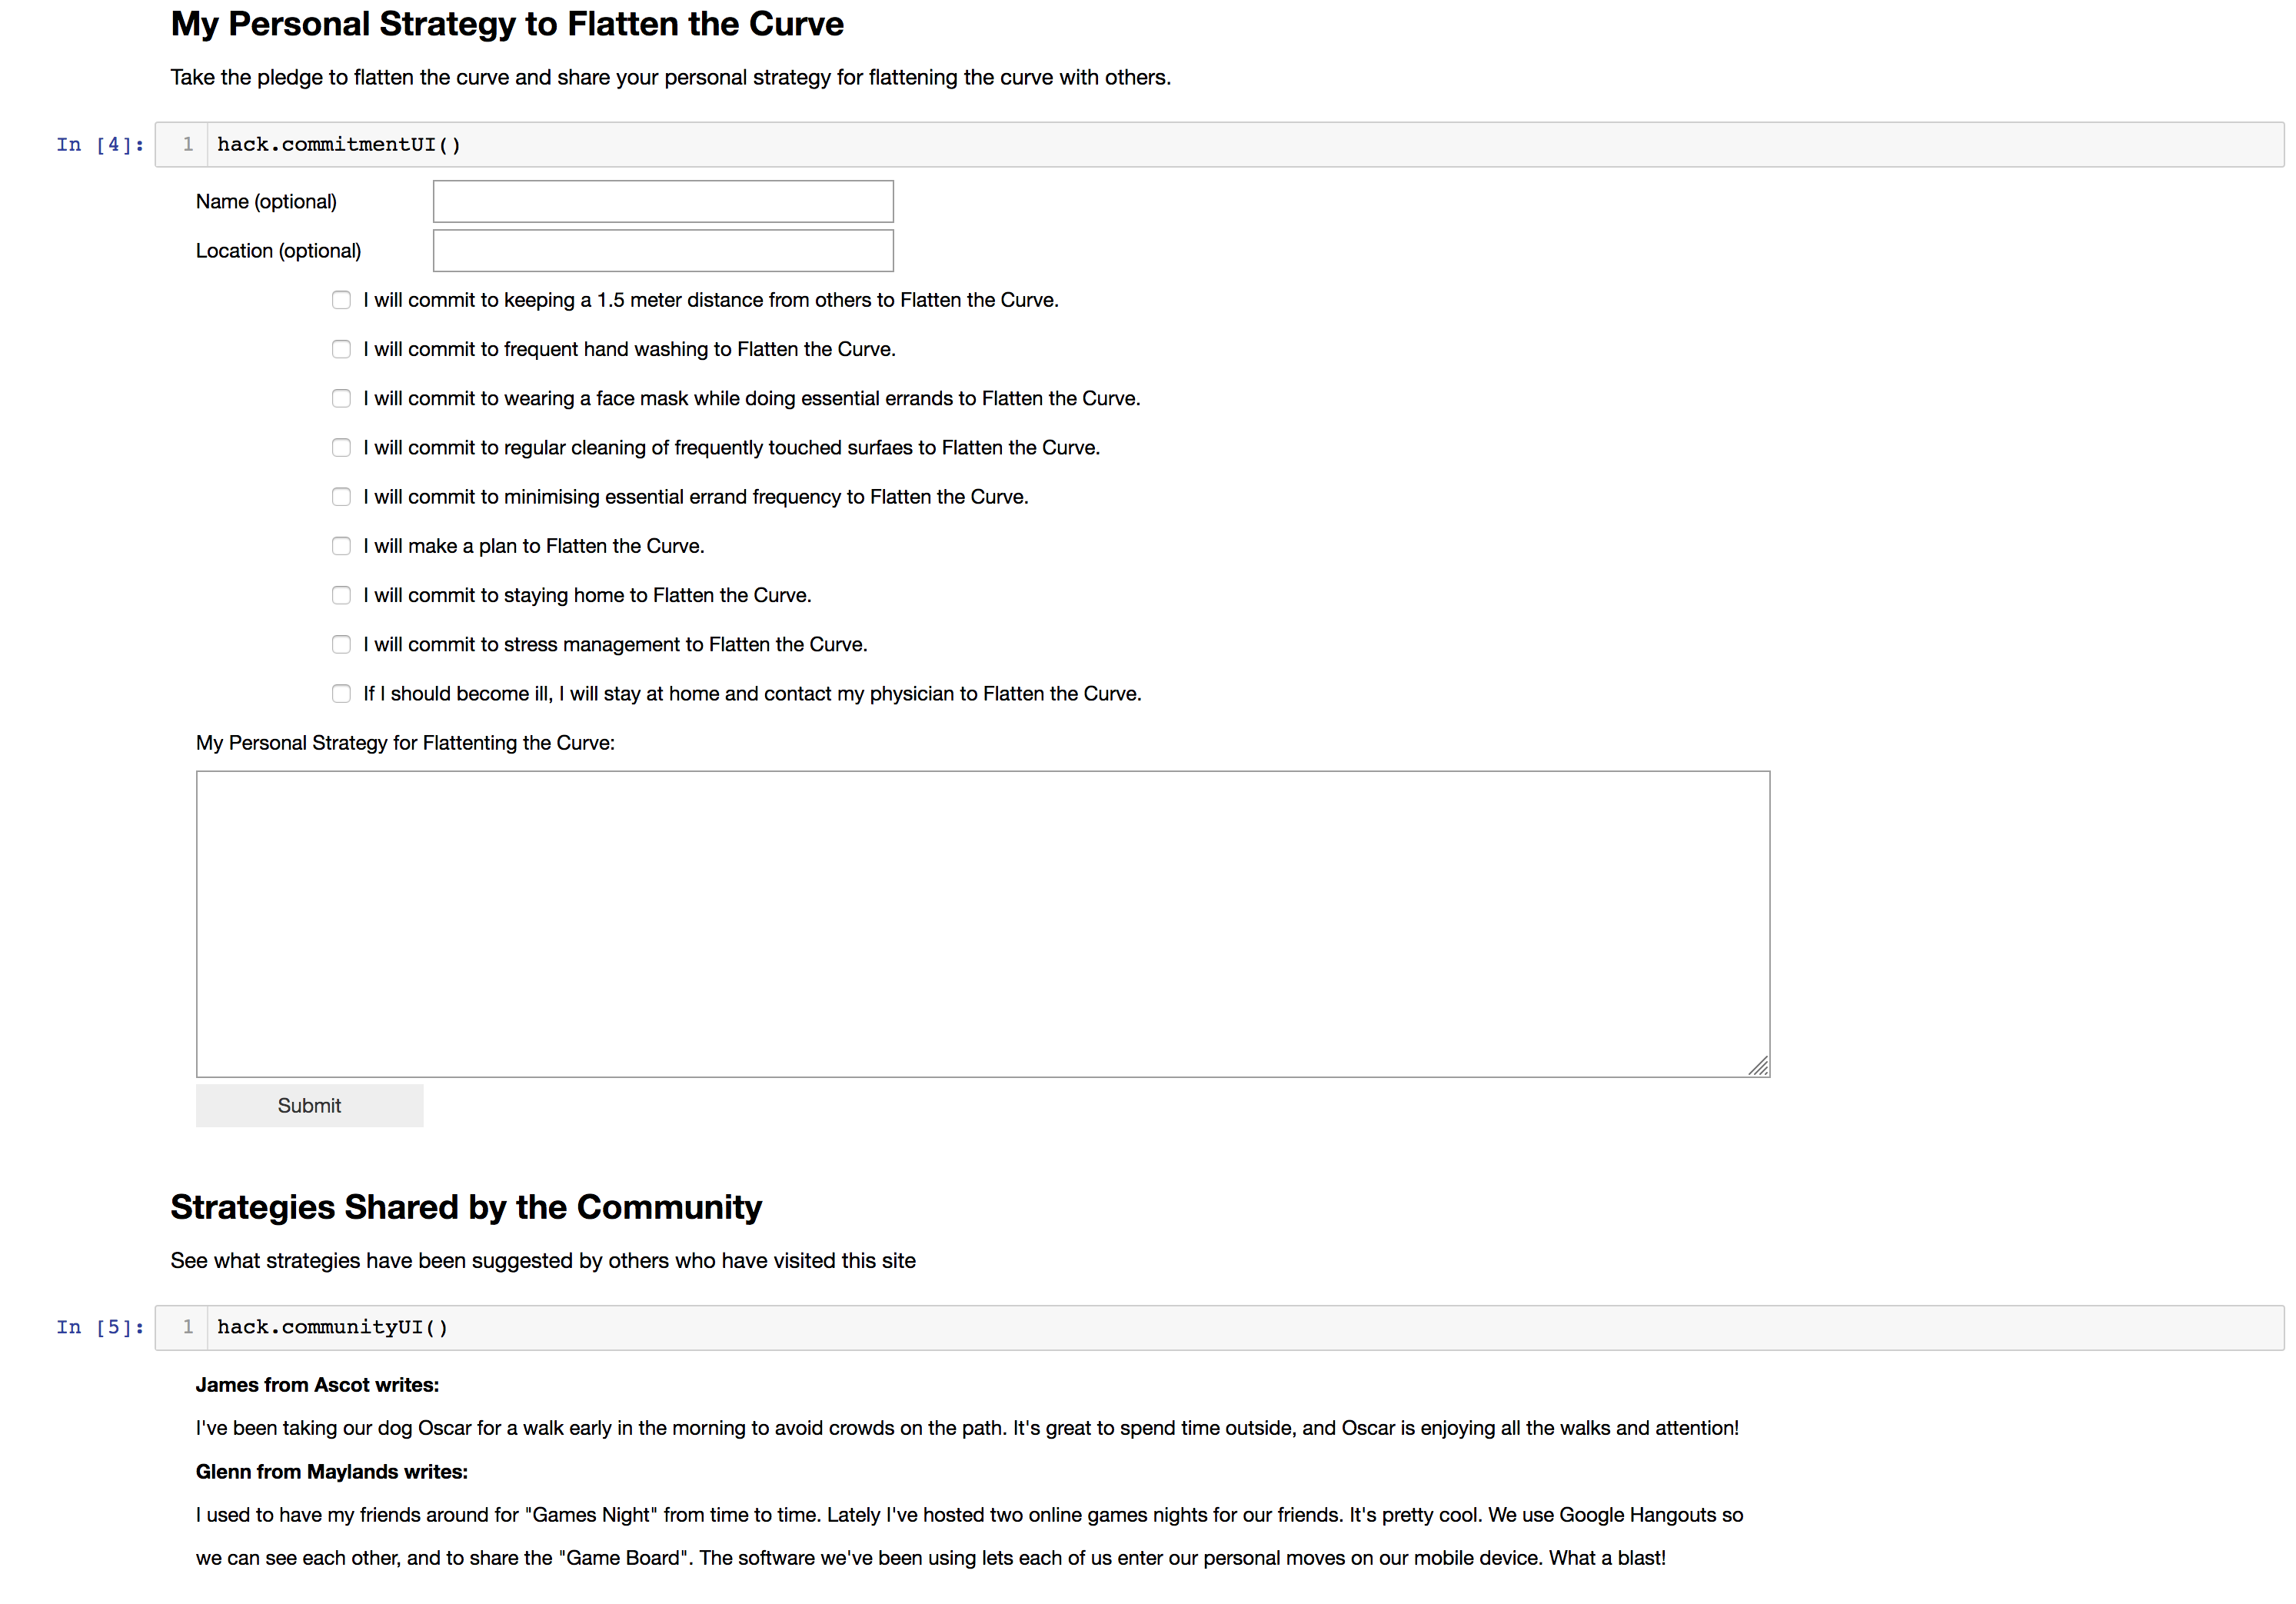 My Personal Strategy to Flatten the Curve
Take the pledge to flatten the curve and share your personal strategy for flattening the curve with others.
In [4]: 1 hack.commitmentUI()
Name (optional)
Location (optional)
I will commit to keeping a 1.5 meter distance from others to Flatten the Curve.
I will commit to frequent hand washing to Flatten the Curve.
I will commit to wearing a face mask while doing essential errands to Flatten the Curve.
I will commit to regular cleaning of frequently touched surfaes to Flatten the Curve.
I will commit to minimising essential errand frequency to Flatten the Curve.
I will make a plan to Flatten the Curve.
I will commit to staying home to Flatten the Curve.
I will commit to stress management to Flatten the Curve.
If I should become ill, I will stay at home and contact my physician to Flatten the Curve.
My Personal Strategy for Flattenting the Curve:
Submit
Strategies Shared by the Community
See what strategies have been suggested by others who have visited this site
In [5]: 1 hack.communityUI()
James from Ascot writes:
I've been taking our dog Oscar for a walk early in the morning to avoid crowds on the path. It's great to spend time outside, and Oscar is enjoying all the walks and attention!
Glenn from Maylands writes:
I used to have my friends around for "Games Night" from time to time. Lately I've hosted two online games nights for our friends. It's pretty cool. We use Google Hangouts so
we can see each other, and to share the "Game Board". The software we've been using lets each of us enter our personal moves on our mobile device. What a blast!